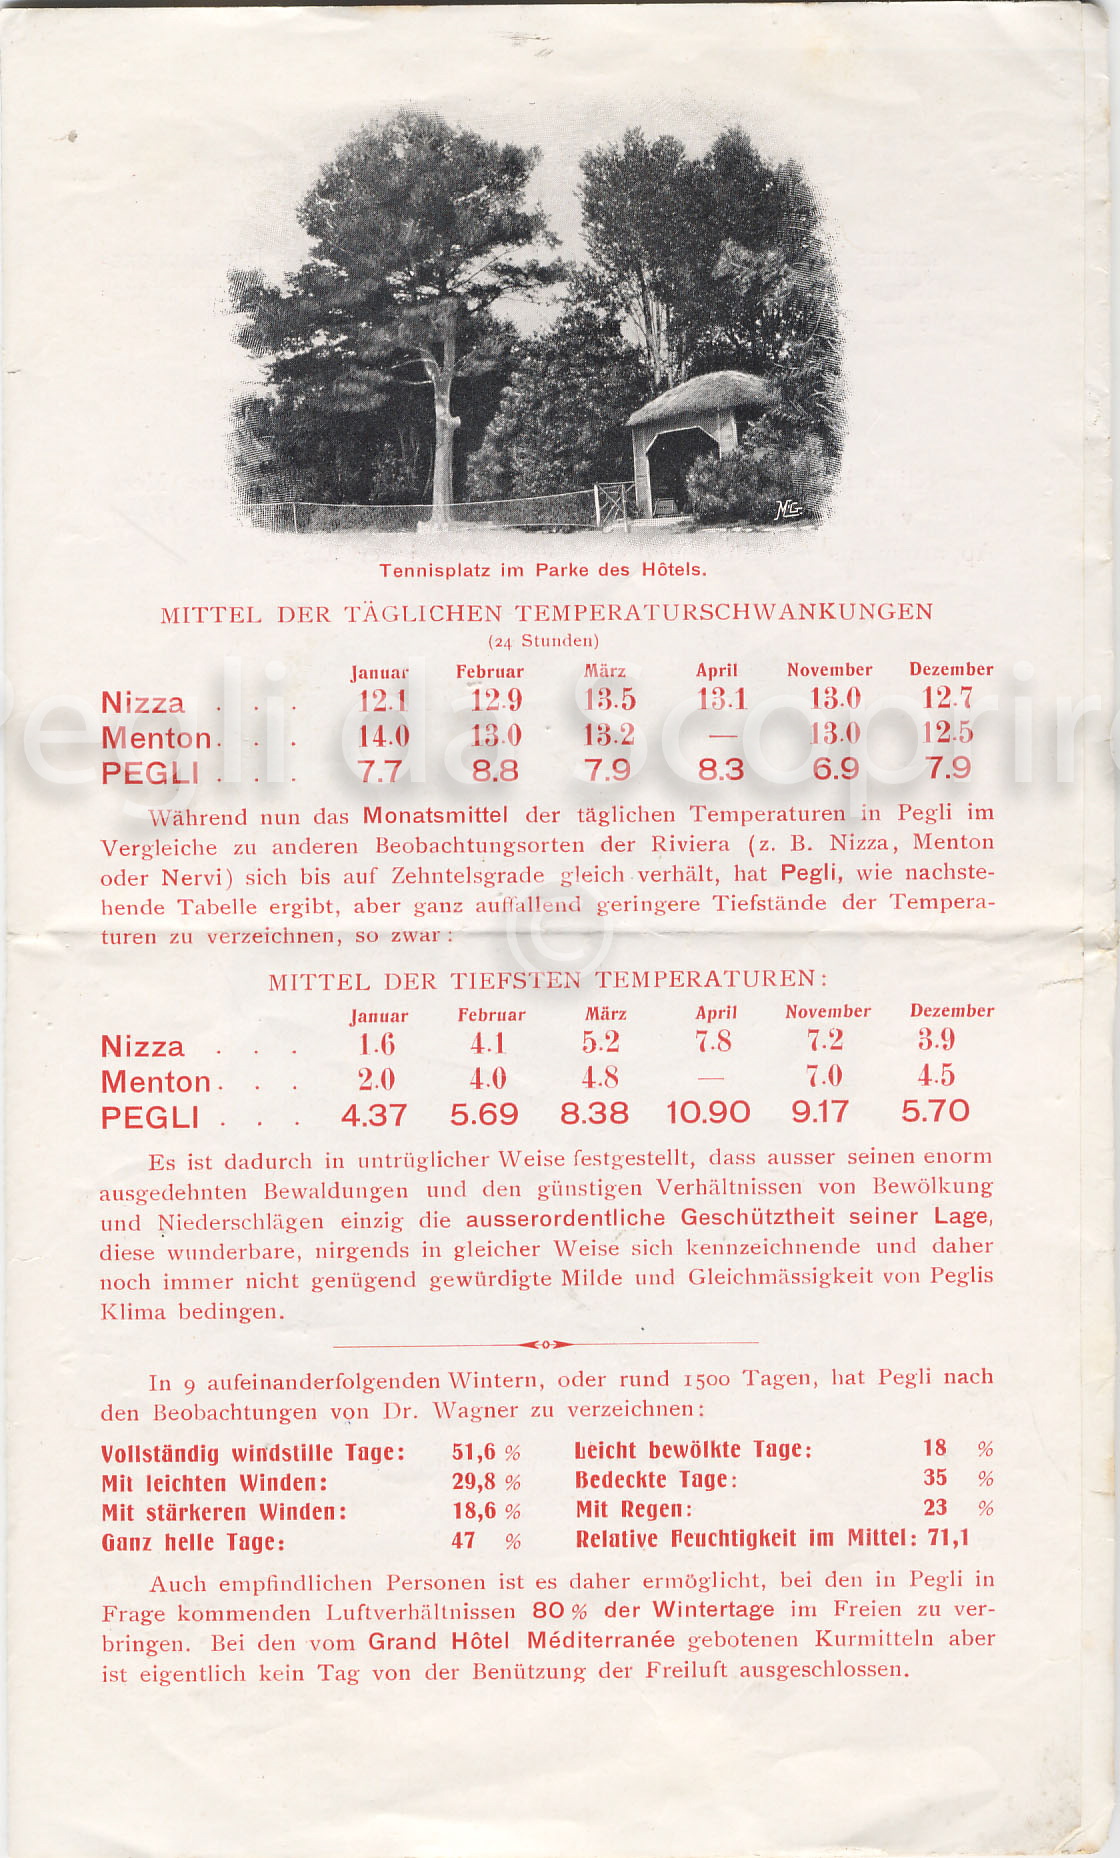 NLG
Tennisplatz im Parke des Hôtels.
MITTEL DER TÄGLICHEN TEMPERATURSCHWANKUNGEN
(24 Stunden)
Januar Februar März April November Dezember
Nizza . . . 12.1 12.9 13.5 13.1 13.0 12.7
Menton. . . 14.0 13.0 13.2 — 13.0 12.5
PEGLI . . . 7.7 8.8 7.9 8.3 6.9 7.9
Während nun das Monatsmittel der täglichen Temperaturen in Pegli im
Vergleiche zu anderen Beobachtungsorten der Riviera (z. B. Nizza, Menton
oder Nervi) sich bis auf Zehntelsgrade gleich verhält, hat Pegli, wie nachste-
hende Tabelle ergibt, aber ganz auffallend geringere Tiefstände der Tempera-
turen zu verzeichnen, so zwar:
MITTEL DER TIEFSTEN TEMPERATUREN:
Januar Februar März April November Dezember
Nizza . . . 1.6 4.1 5.2 7.8 7.2 3.9
Menton. . . 2.0 4.0 4.8 — 7.0 4.5
PEGLI . . . 4.37 5.69 8.38 10.90 9.17 5.70
Es ist dadurch in untrüglicher Weise festgestellt, dass ausser seinen enorm
ausgedehnten Bewaldungen und den günstigen Verhältnissen von Bewölkung
und Niederschlägen einzig die ausserordentliche Geschütztheit seiner Lage,
diese wunderbare, nirgends in gleicher Weise sich kennzeichnende und daher
noch immer nicht genügend gewürdigte Milde und Gleichmässigkeit von Peglis
Klima bedingen.
In 9 aufeinanderfolgenden Wintern, oder rund 1500 Tagen, hat Pegli nach
den Beobachtungen von Dr. Wagner zu verzeichnen:
Vollständig windstille Tage: 51,6 % Leicht bewölkte Tage: 18 %
Mit leichten Winden: 29,8 % Bedeckte Tage: 35 %
Mit stärkeren Winden: 18,6 % Mit Regen: 23 %
Ganz helle Tage: 47 % Relative Feuchtigkeit im Mittel: 71,1
Auch empfindlichen Personen ist es daher ermöglicht, bei den in Pegli in
Frage kommenden Luftverhältnissen 80 % der Wintertage im Freien zu ver-
bringen. Bei den vom Grand Hôtel Méditerranée gebotenen Kurmitteln aber
ist eigentlich kein Tag von der Benützung der Freiluft ausgeschlossen.
Pegli da Scoprire
©